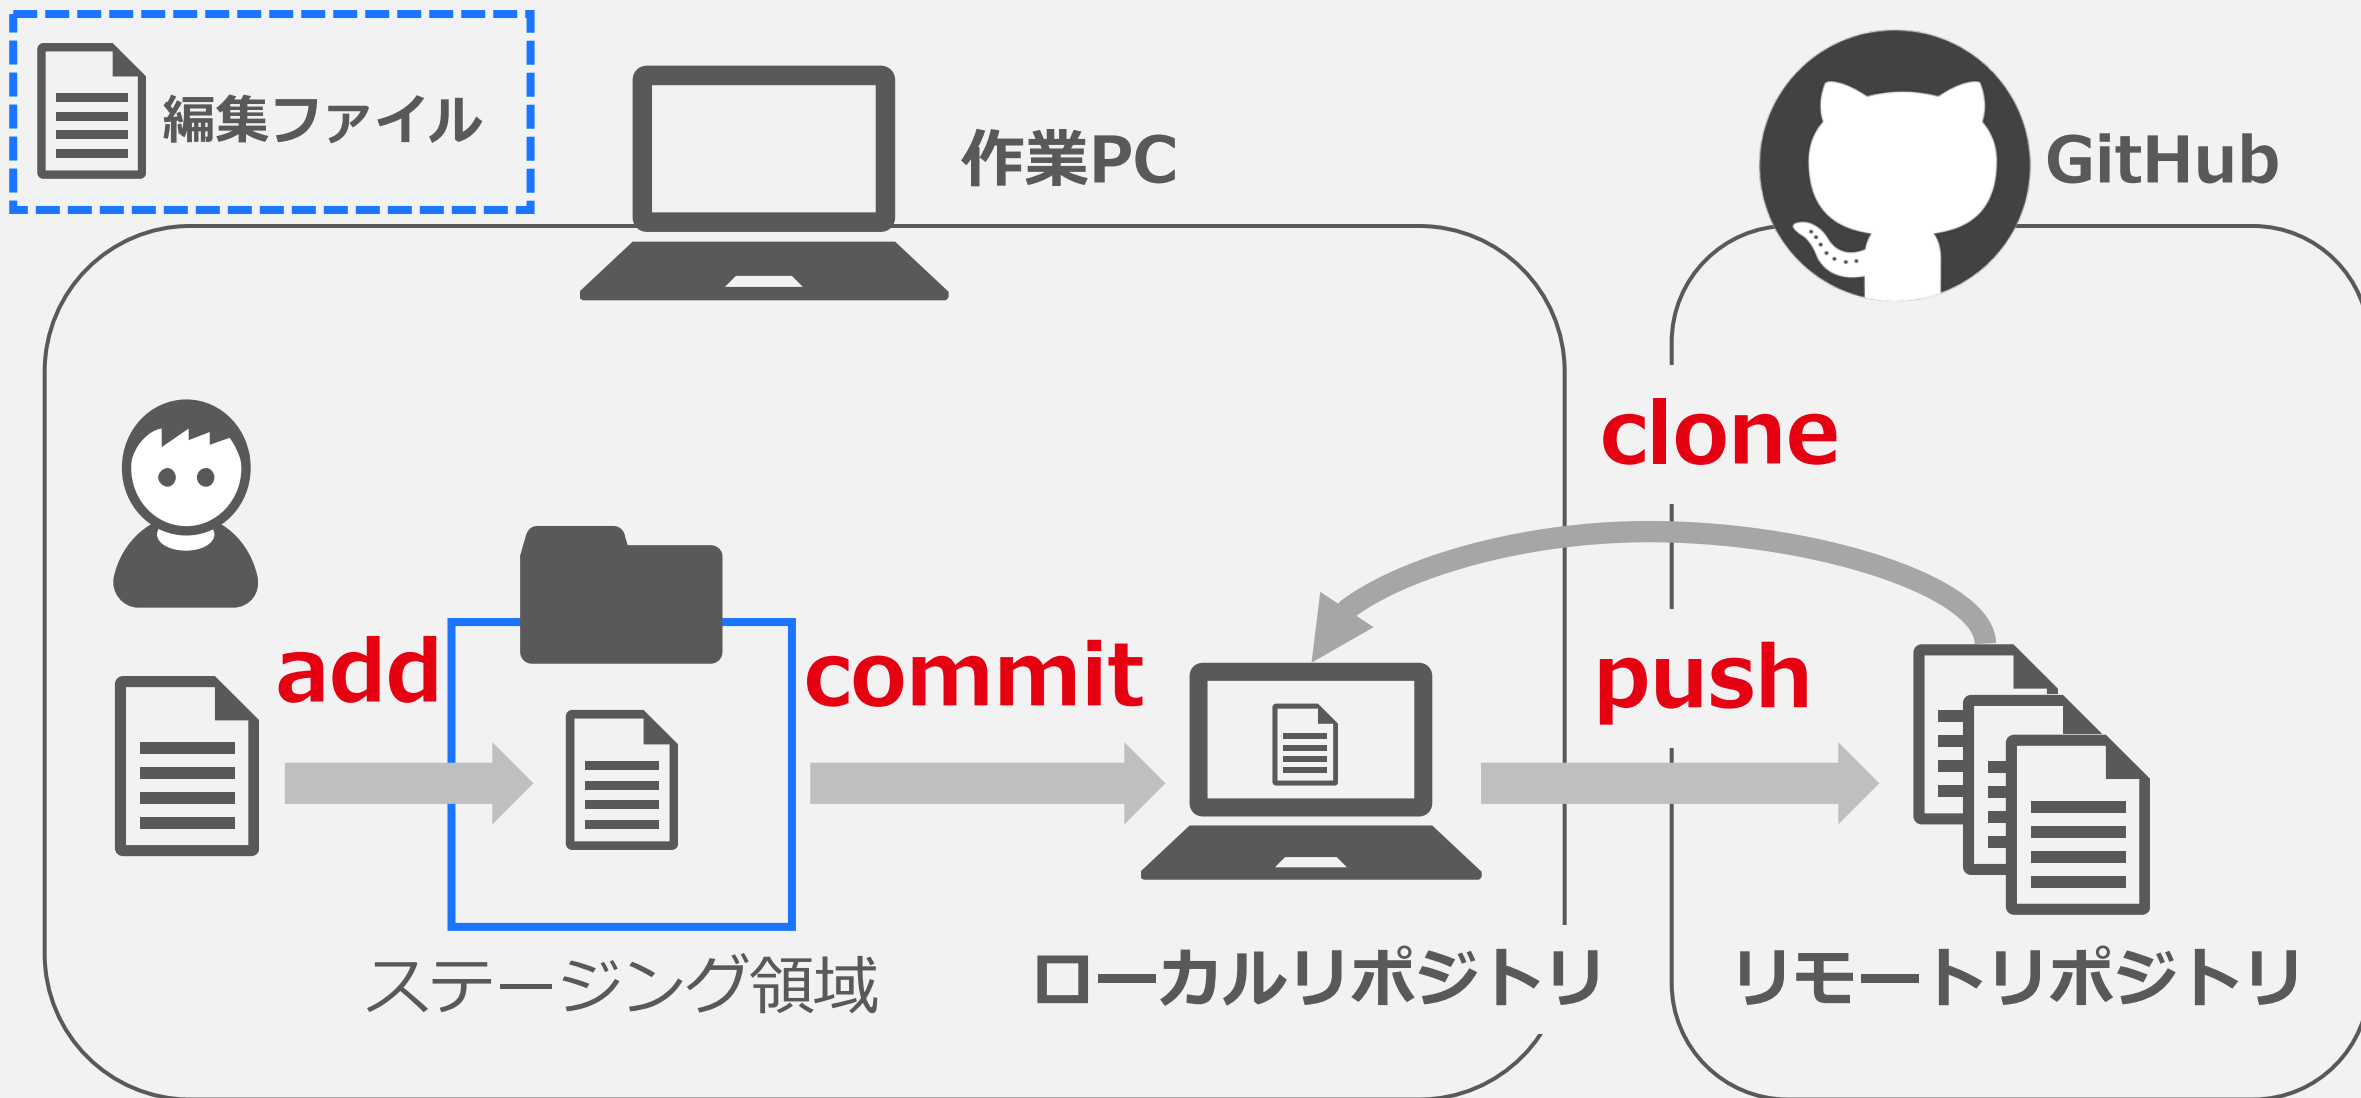 編集ファイル
作業PC
GitHub
clone
add
commit
push
ステージング領域
ローカルリポジトリ
リモートリポジトリ